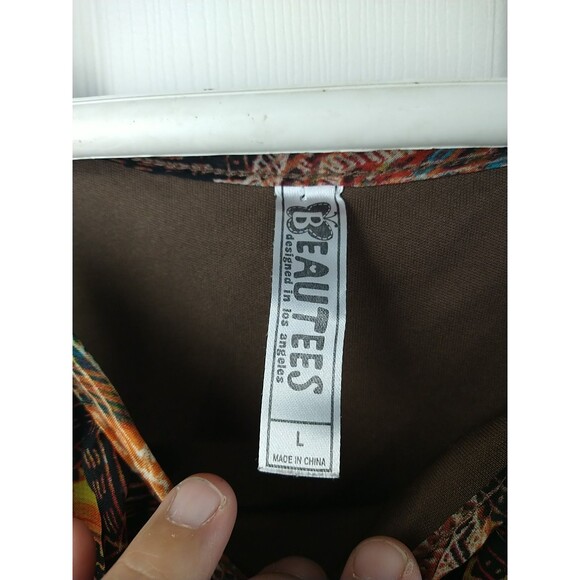 BEAUTEES
designed in los angeles
L
MADE IN CHINA